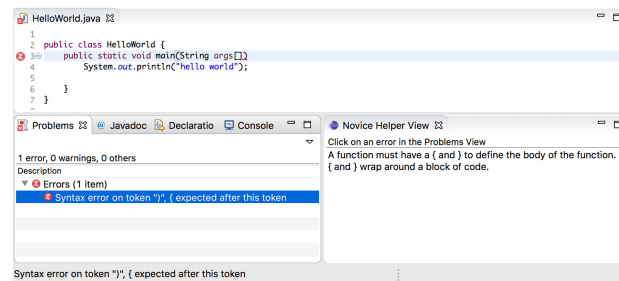 HelloWorld.java
1
2 public class HelloWorld {
3 public static void main(String args[])
4 System.out.println("hello world");
5
6 }
7 }
Problems @ Javadoc Declaratio Console
1 error, 0 warnings, 0 others
Description
Errors (1 item)
Syntax error on token ")", { expected after this token
Novice Helper View
Click on an error in the Problems View
A function must have a { and } to define the body of the function.
{ and } wrap around a block of code.
Syntax error on token ")", { expected after this token